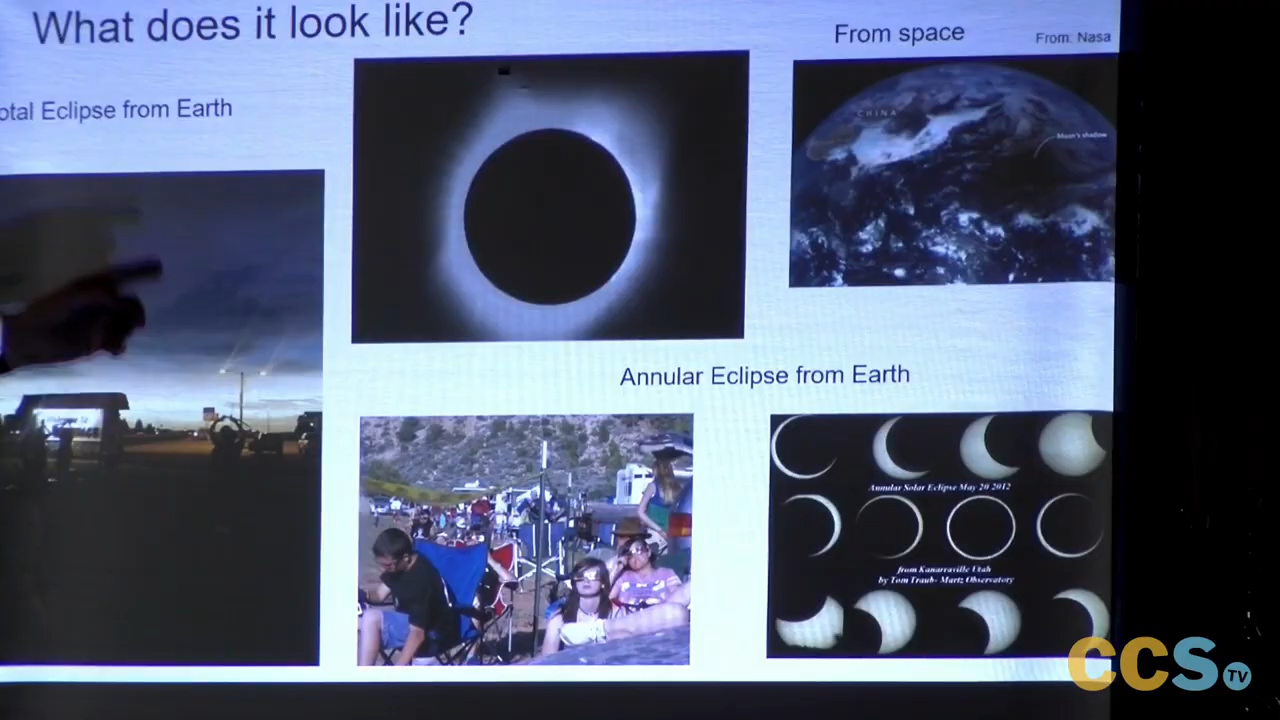 What does it look like?
From space
From: Nasa
otal Eclipse from Earth
CHINA
Moon's shadow
Annular Eclipse from Earth
Annular Solar Eclipse May 20 2012
from Kanarraville Utah
by Tom Traub- Martz Observatory
CCS TV